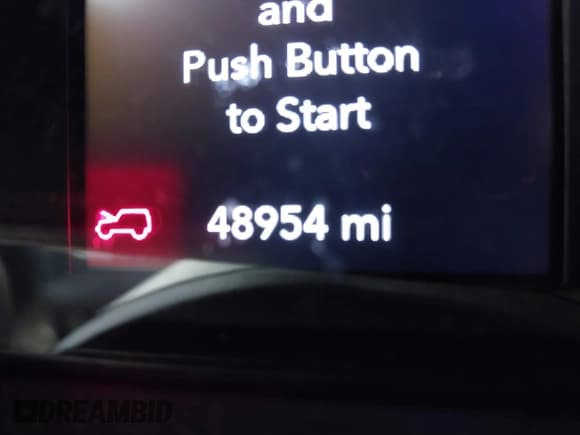 and
Push Button
to Start
48954 mi
DREAMBID